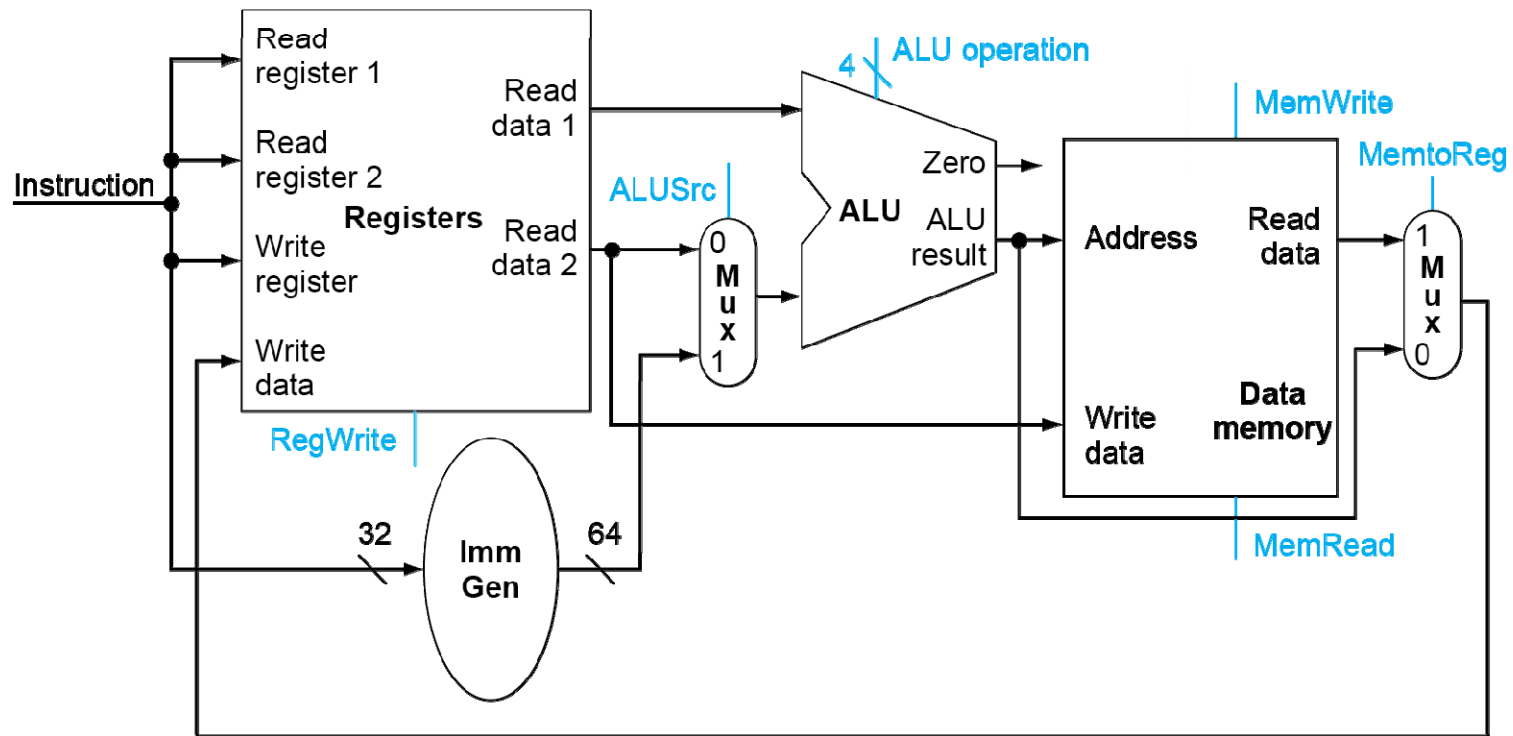 Instruction
Read
register 1
Read
register 2
Registers
Write
register
Write
data
Read
data 1
Read
data 2
RegWrite
32
Imm
Gen
64
ALUSrc
0
M
u
x
1
4
ALU operation
Zero
ALU
ALU
result
MemWrite
Address
Read
data
Write
data
Data
memory
MemRead
MemtoReg
1
M
u
x
0